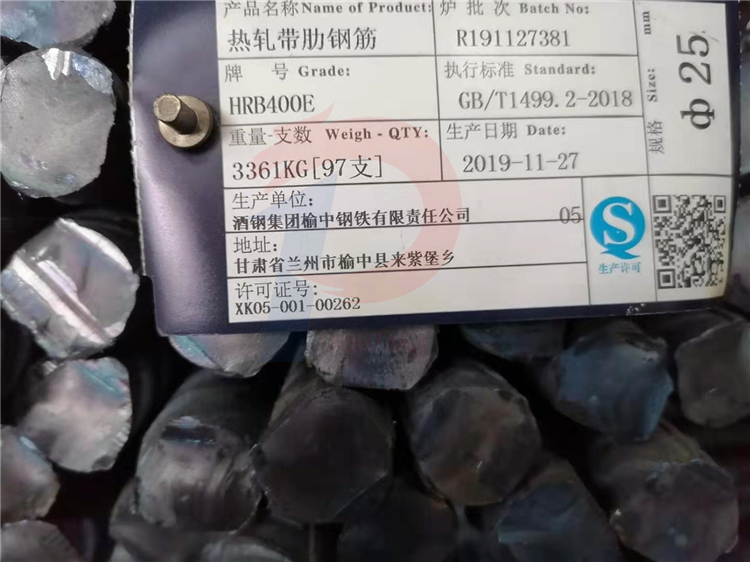 产品名称Name of Product: 炉 批 次 Batch No:
热轧带肋钢筋 R191127381
牌 号 Grade: 执行标准 Standard:
HRB400E GB/T1499.2-2018
重量-支数 Weigh - QTY: 生产日期 Date:
3361KG[97支] 2019-11-27
规格 Size: mm
ф25
生产单位:
酒钢集团榆中钢铁有限责任公司 05
地址:
甘肃省兰州市榆中县来紫堡乡
许可证号:
XK05-001-00262
生产许可